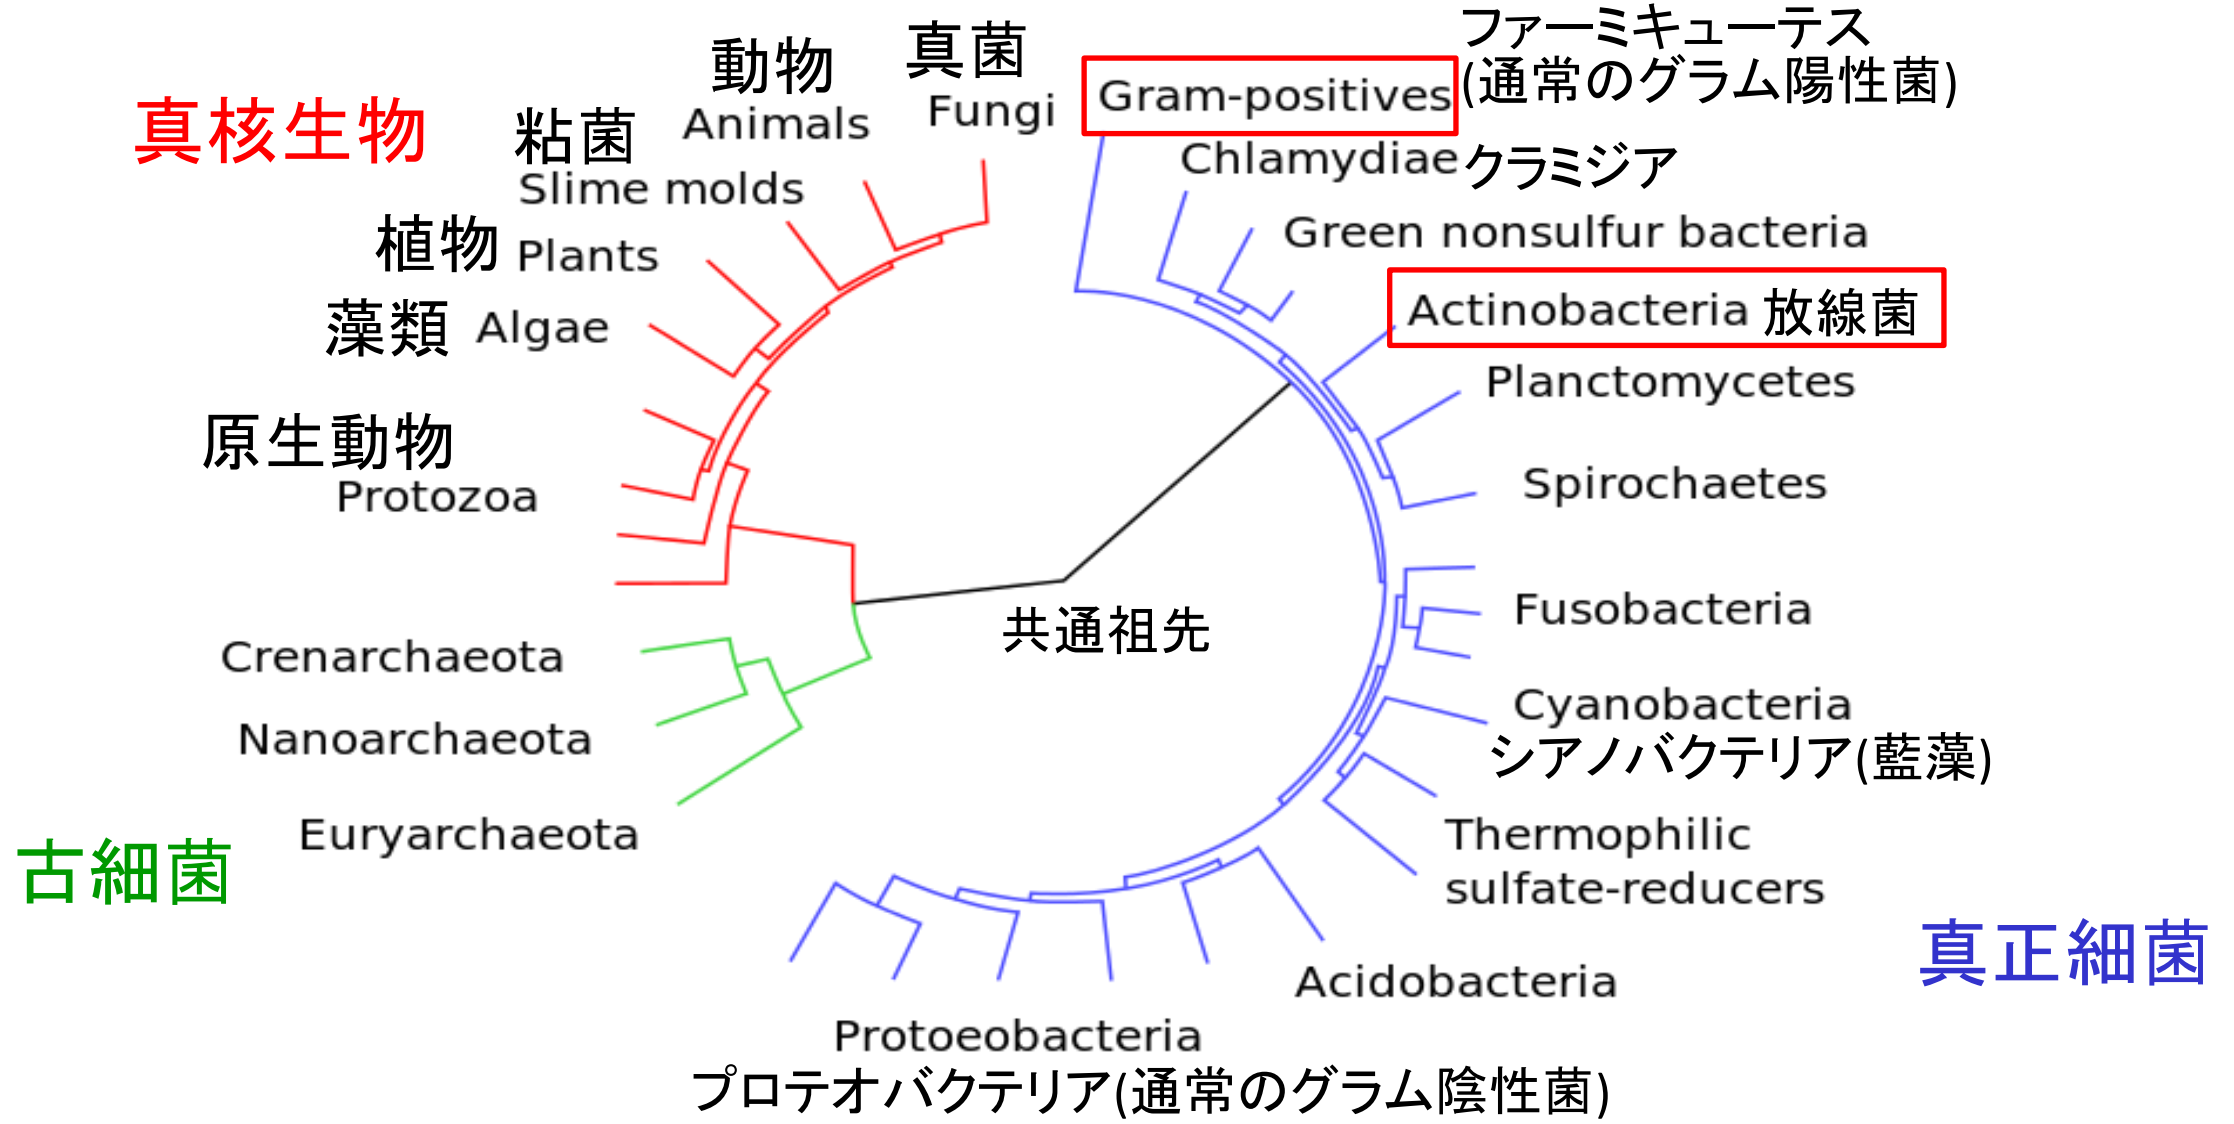 真核生物
粘菌
Slime molds
動物
Animals
真菌
Fungi
植物 Plants
藻類 Algae
原生動物
Protozoa
Crenarchaeota
Nanoarchaeota
Euryarchaeota
古細菌
共通祖先
Gram-positives
ファーミキューテス
(通常のグラム陽性菌)
Chlamydiae クラミジア
Green nonsulfur bacteria
Actinobacteria 放線菌
Planctomycetes
Spirochaetes
Fusobacteria
Cyanobacteria
シアノバクテリア(藍藻)
Thermophilic
sulfate-reducers
真正細菌
Acidobacteria
Protoeobacteria
プロテオバクテリア(通常のグラム陰性菌)